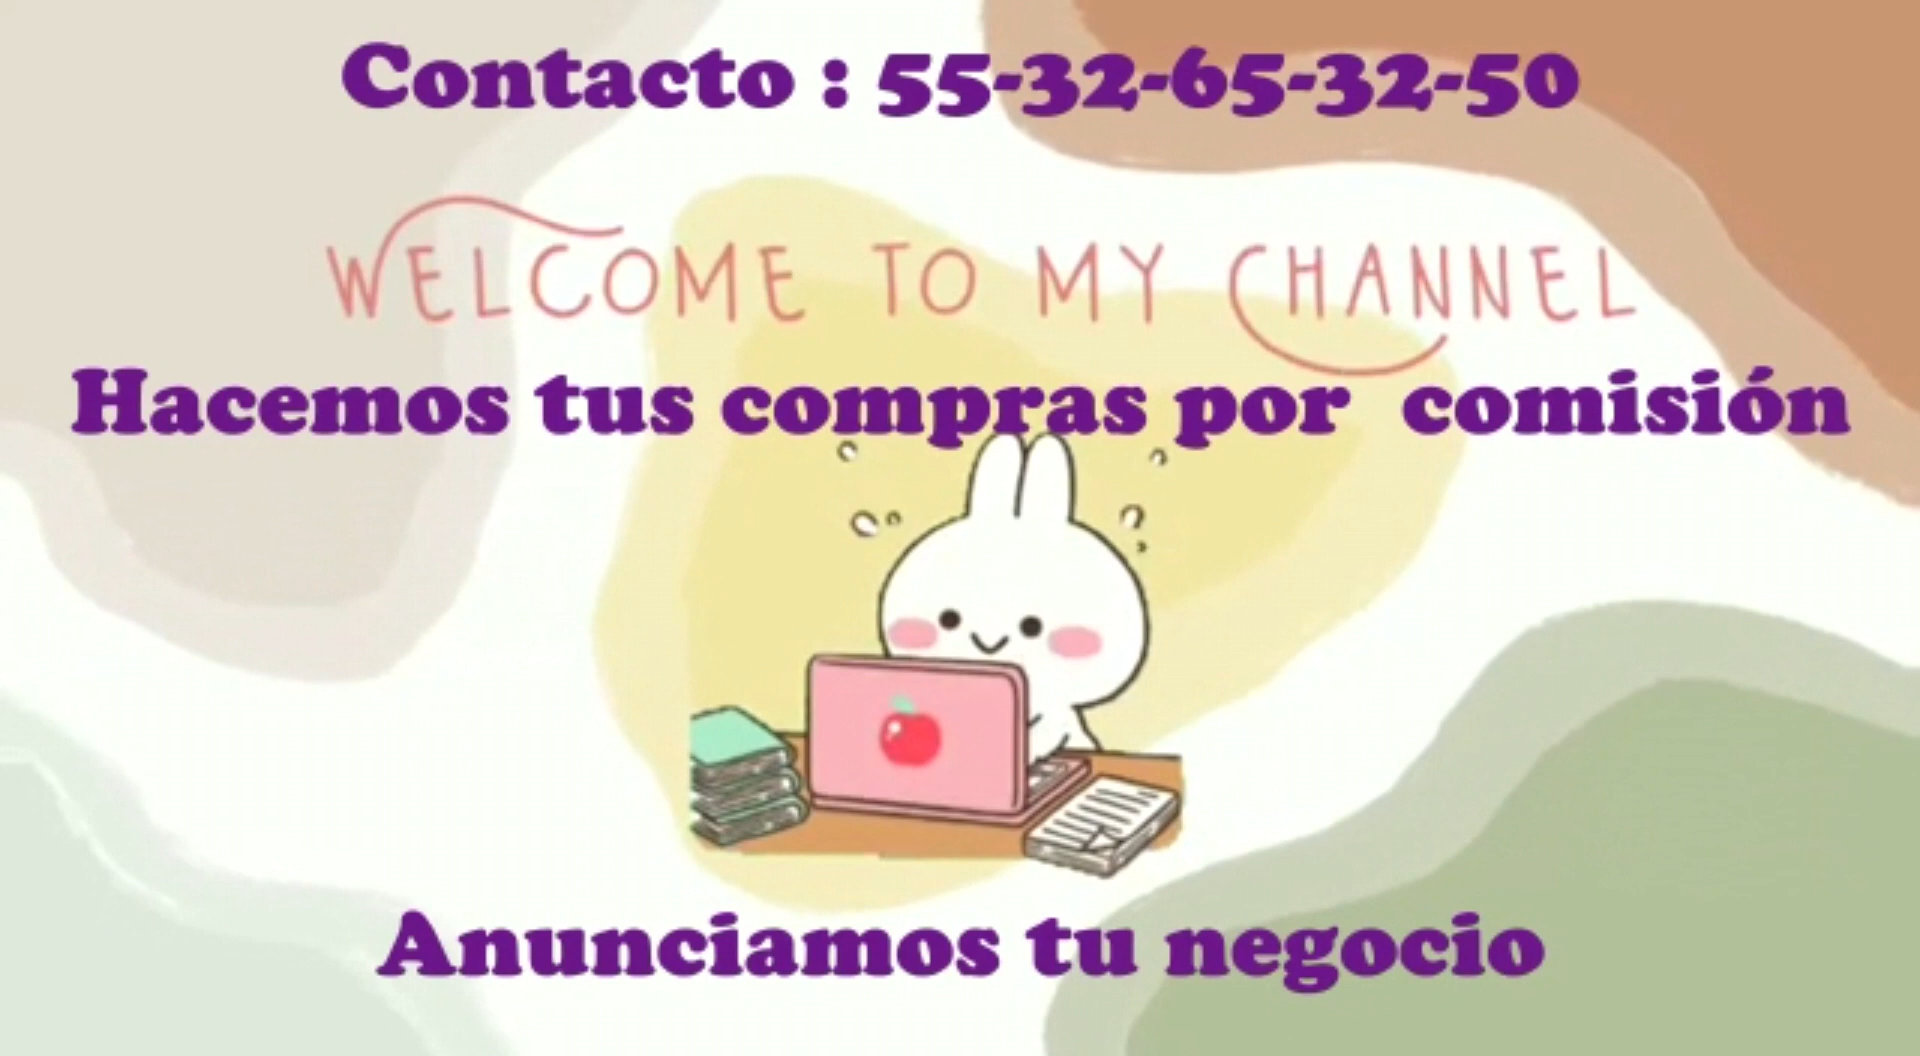 Contacto : 55-32-65-32-50
WELCOME TO MY CHANNEL
Hacemos tus compras por comisión
Anunciamos tu negocio